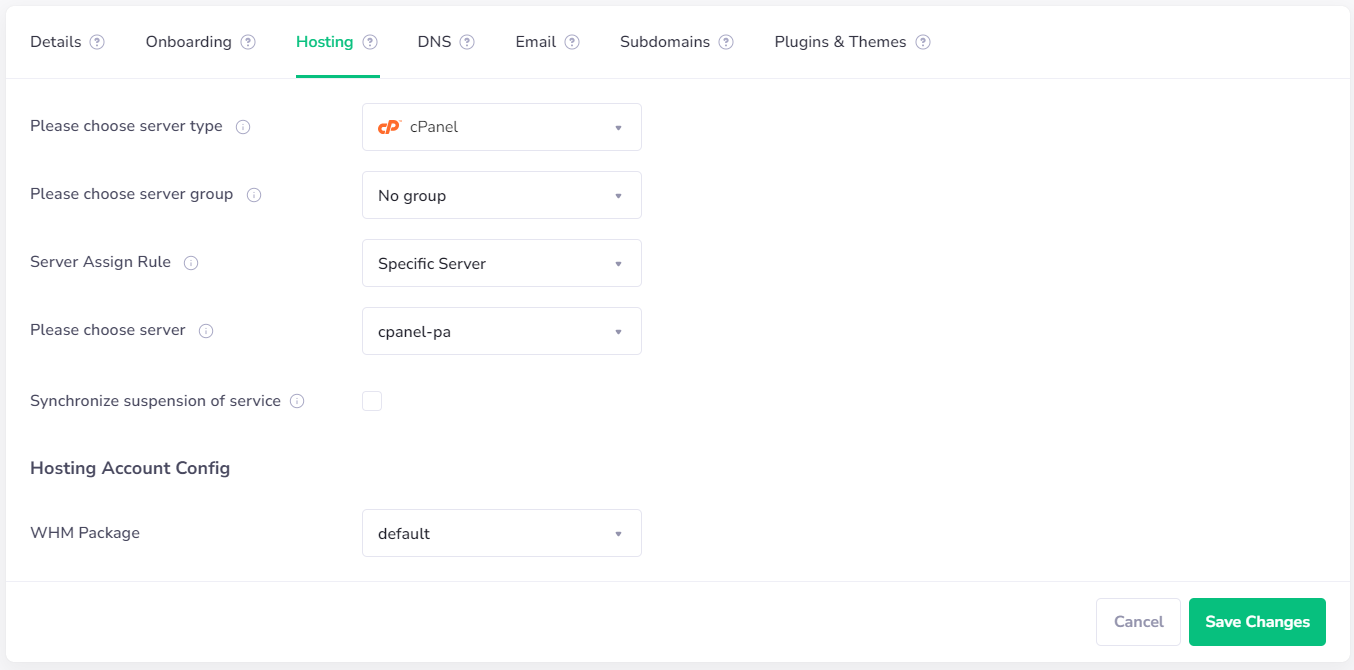 Details Onboarding Hosting DNS Email Subdomains Plugins & Themes
Please choose server type cPanel
Please choose server group No group
Server Assign Rule Specific Server
Please choose server cpanel-pa
Synchronize suspension of service
Hosting Account Config
WHM Package default
Cancel Save Changes